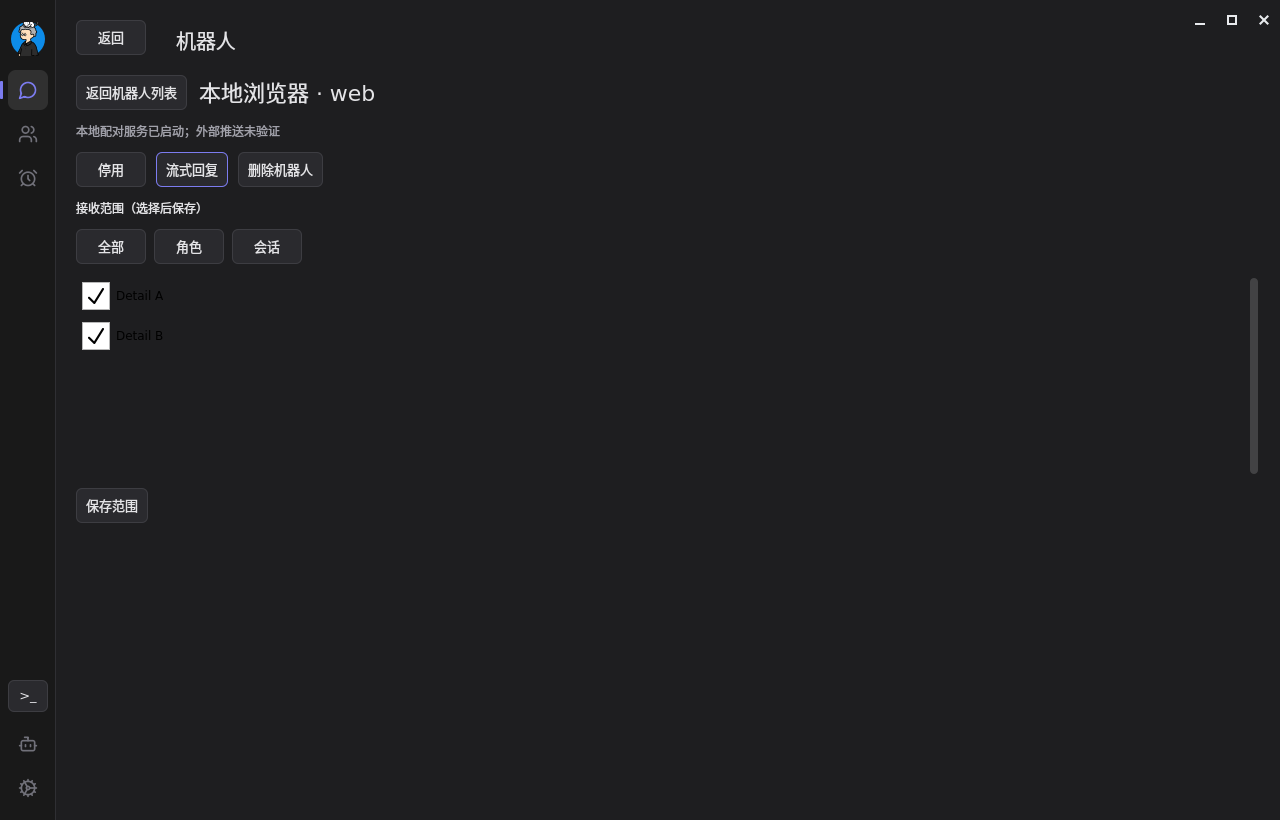 返回
机器人
返回机器人列表
本地浏览器 · web
本地配对服务已启动；外部推送未验证
停用
流式回复
删除机器人
接收范围（选择后保存）
全部
角色
会话
Detail A
Detail B
保存范围
>_